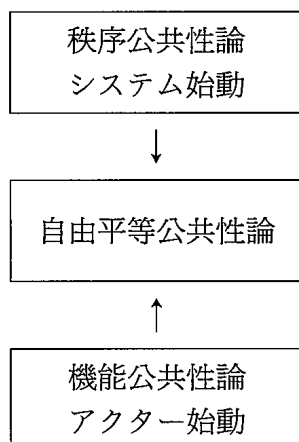 秩序公共性論
システム始動
↓
自由平等公共性論
↑
機能公共性論
アクター始動